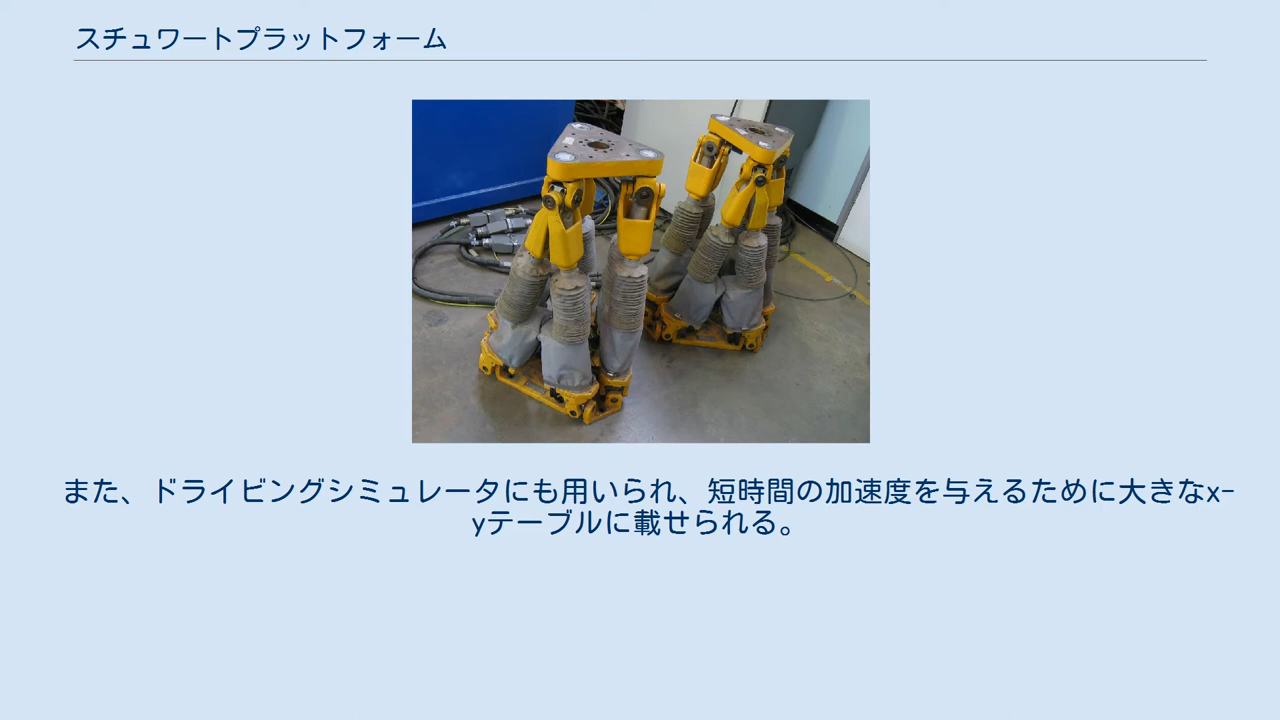 スチュワートプラットフォーム
また、ドライビングシミュレータにも用いられ、短時間の加速度を与えるために大きなx-
yテーブルに載せられる。